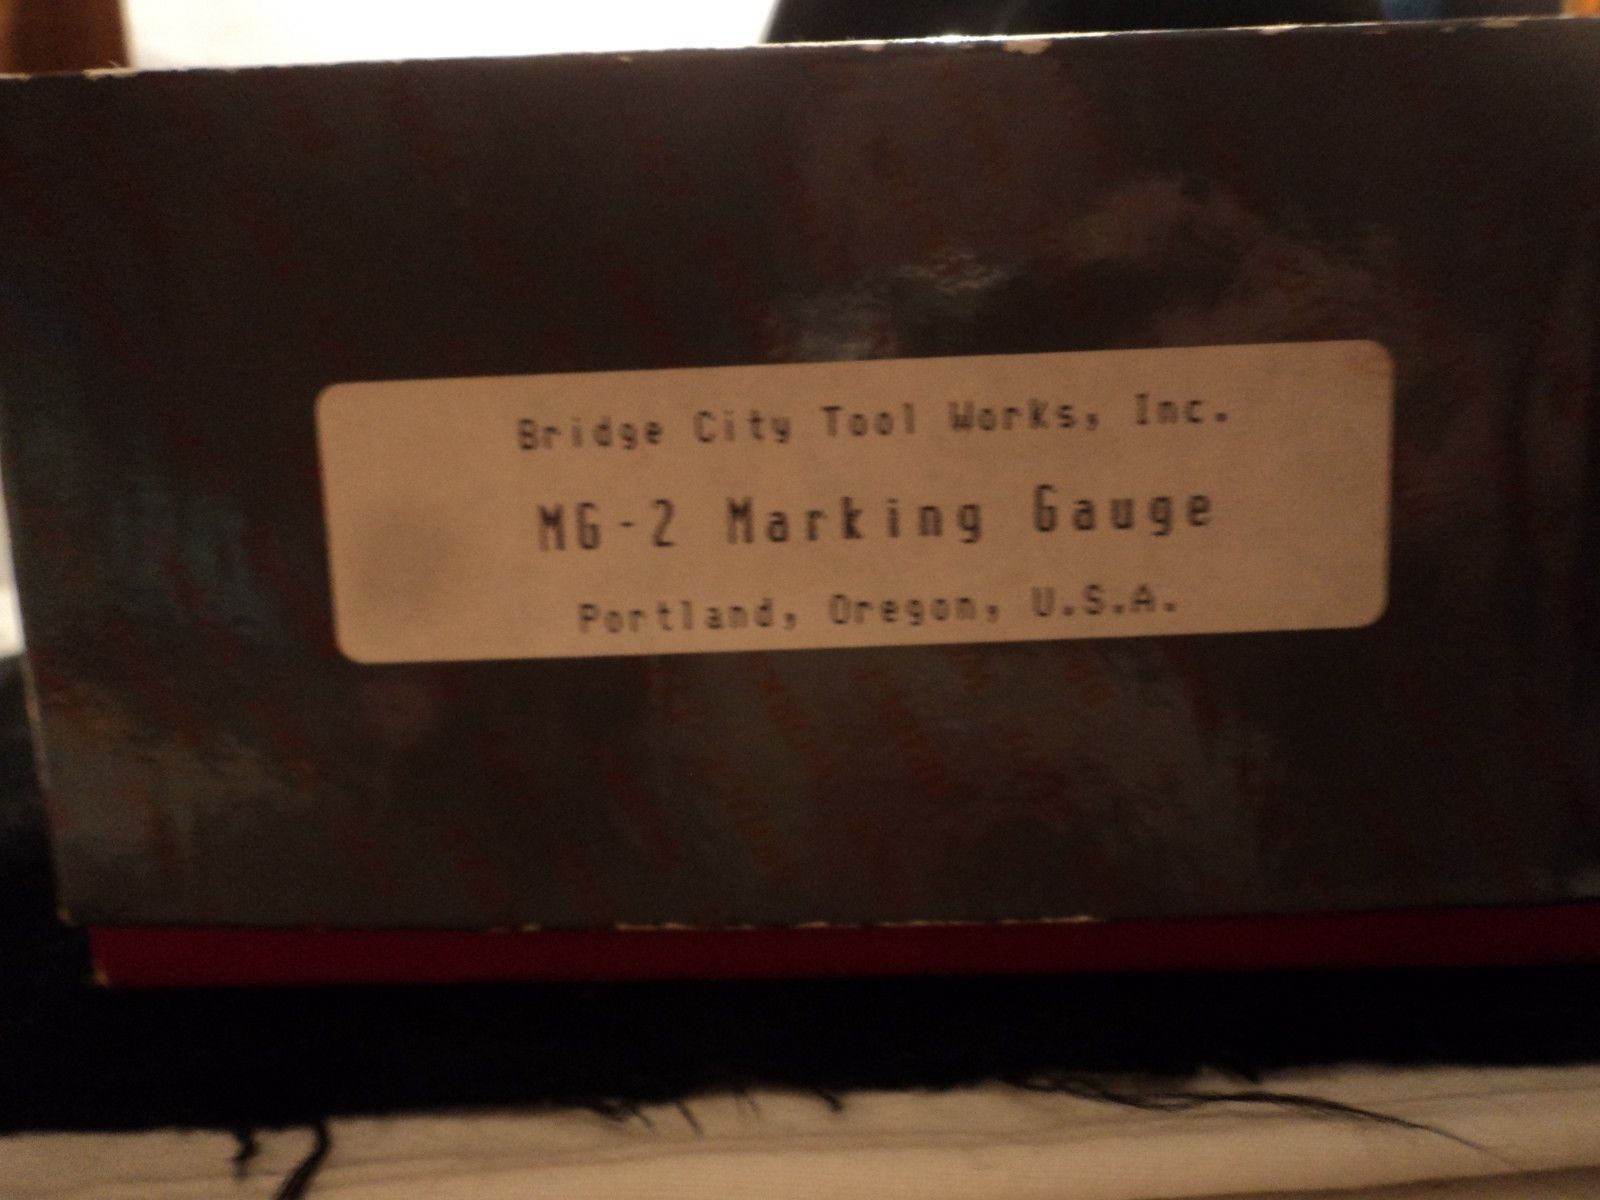 Bridge City Tool Works, Inc.
MG-2 Marking Gauge
Portland, Oregon, U.S.A.